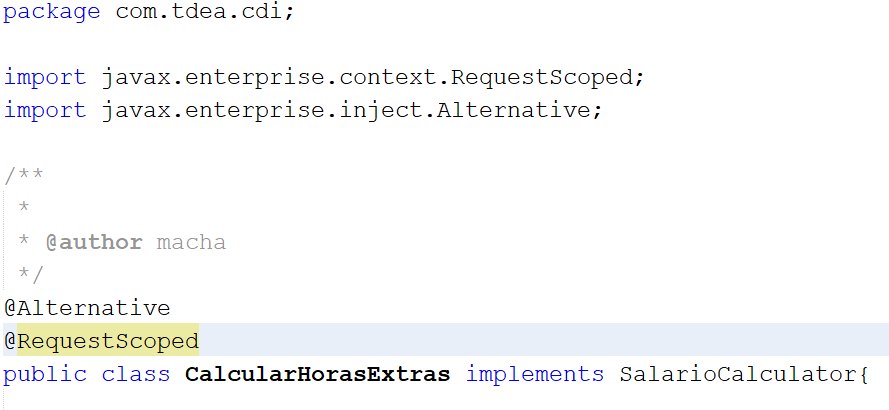 package com.tdea.cdi;
import javax.enterprise.context.RequestScoped;
import javax.enterprise.inject.Alternative;
/**
 *
 * @author macha
 */
@Alternative
@RequestScoped
public class CalcularHorasExtras implements SalarioCalculator{